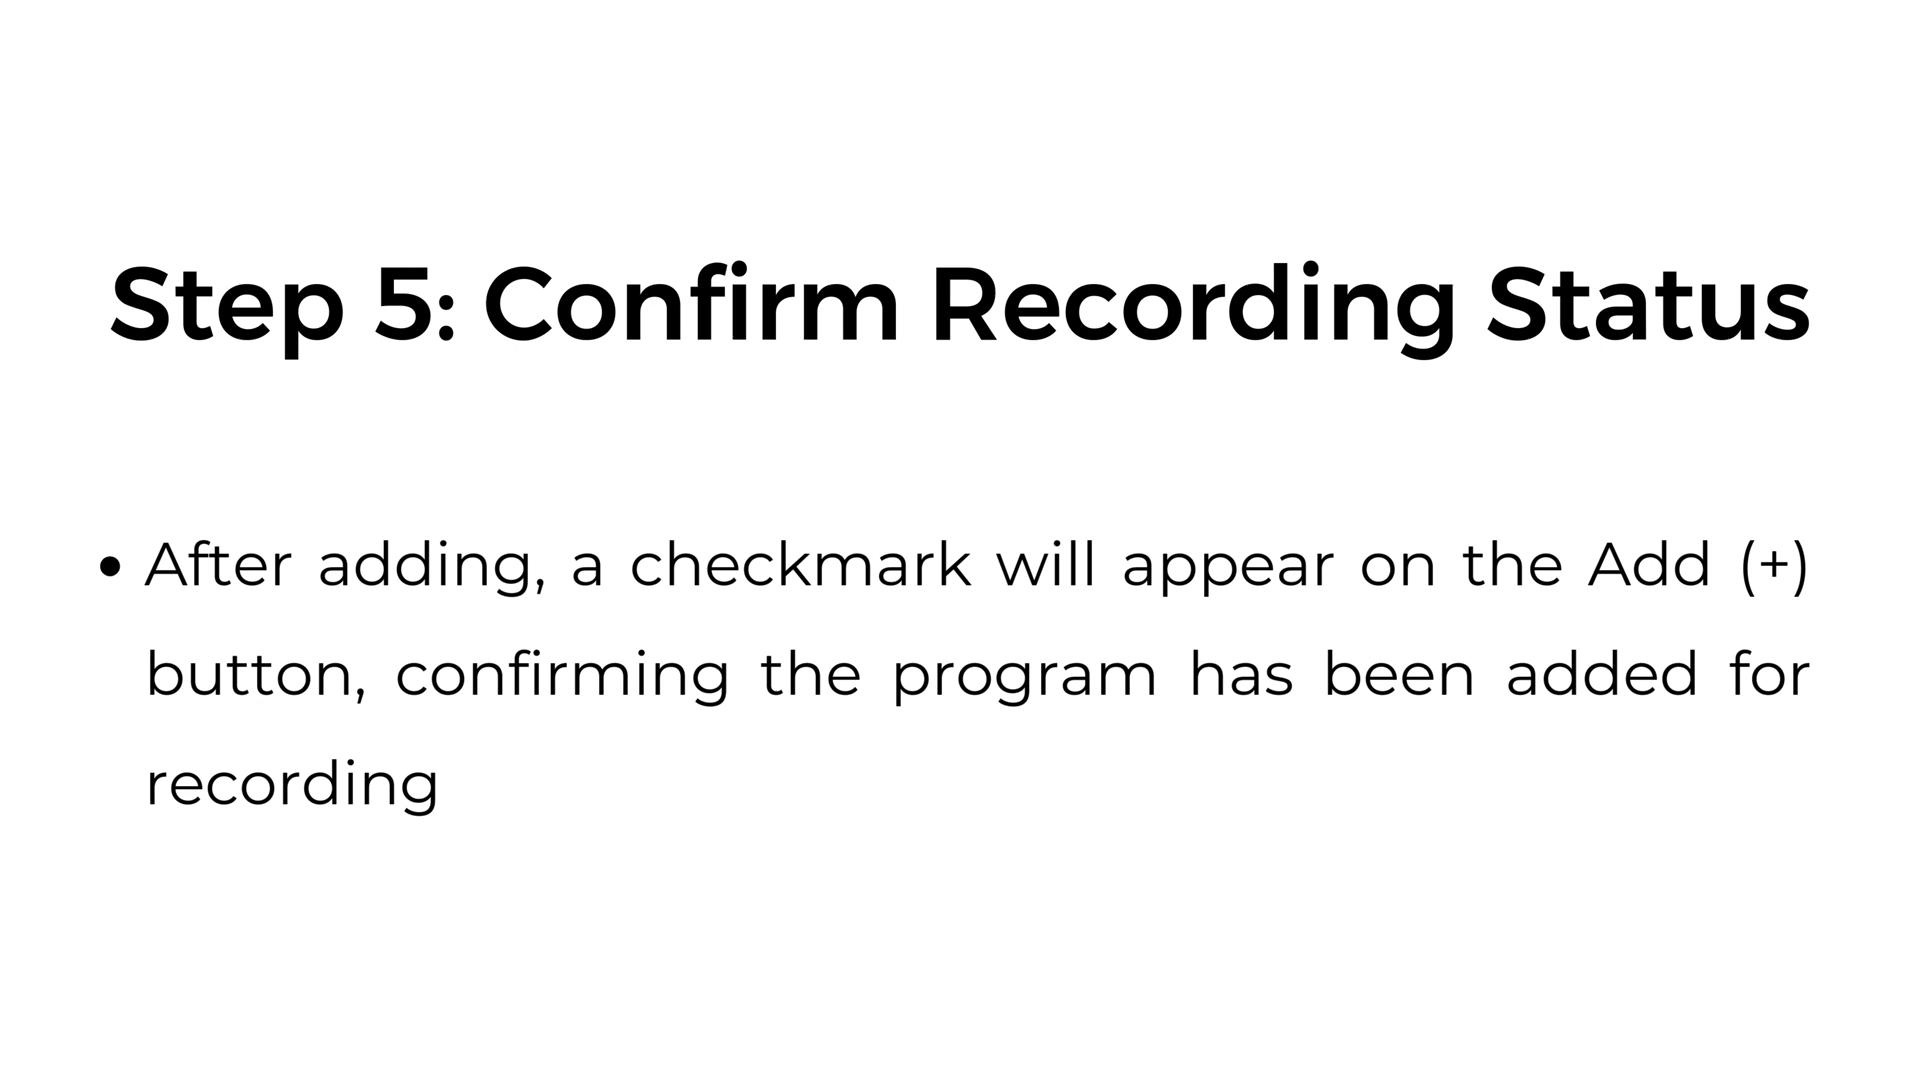 Step 5: Confirm Recording Status
• After adding, a checkmark will appear on the Add (+)
button, confirming the program has been added for
recording